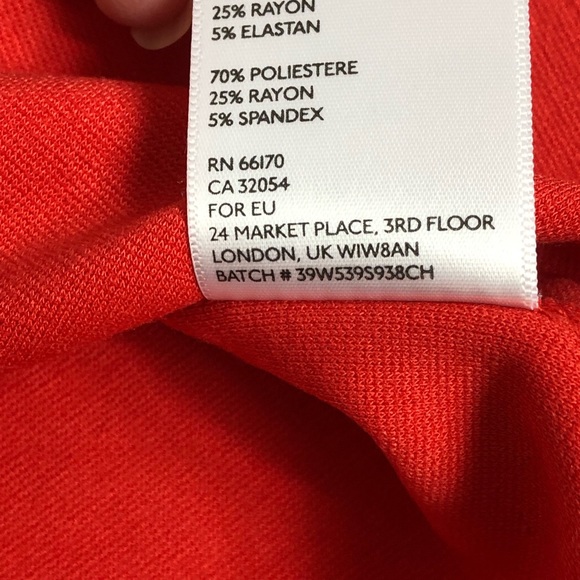 25% RAYON
5% ELASTAN
70% POLIESTERE
25% RAYON
5% SPANDEX
RN 66170
CA 32054
FOR EU
24 MARKET PLACE, 3RD FLOOR
LONDON, UK W1W8AN
BATCH # 39W539S938CH